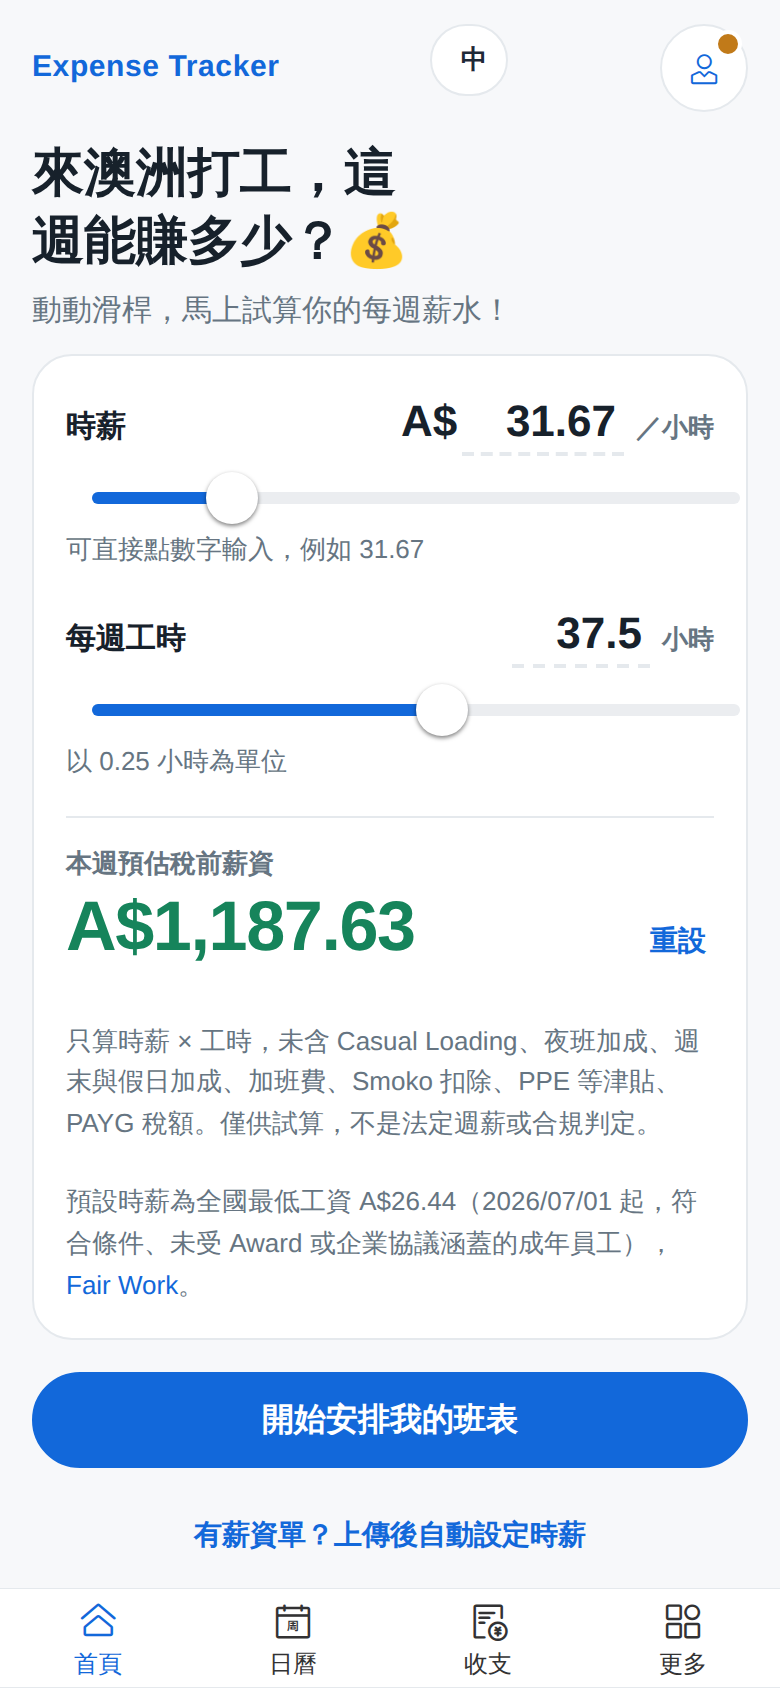 Expense Tracker
中
來澳洲打工，這
週能賺多少？💰
動動滑桿，馬上試算你的每週薪水！
時薪 A$ 31.67 ／小時
可直接點數字輸入，例如 31.67
每週工時 37.5 小時
以 0.25 小時為單位
本週預估稅前薪資
A$1,187.63 重設
只算時薪 × 工時，未含 Casual Loading、夜班加成、週
末與假日加成、加班費、Smoko 扣除、PPE 等津貼、
PAYG 稅額。僅供試算，不是法定週薪或合規判定。
預設時薪為全國最低工資 A$26.44（2026/07/01 起，符
合條件、未受 Award 或企業協議涵蓋的成年員工），
Fair Work。
開始安排我的班表
有薪資單？上傳後自動設定時薪
周 ¥
首頁 日曆 收支 更多